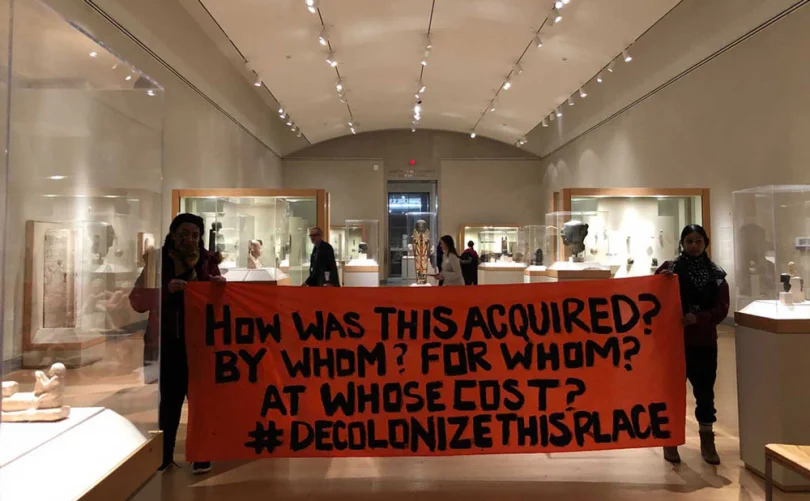 HOW WAS THIS ACQUIRED?
BY WHOM? FOR WHOM?
AT WHOSE COST?
#DECOLONIZETHISPLACE